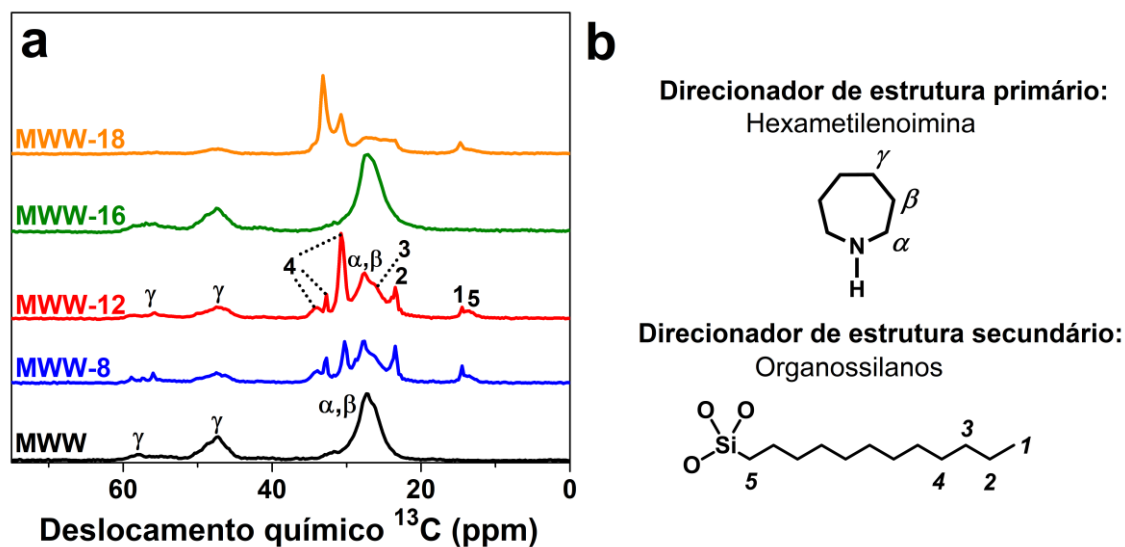 a
MWW-18
MWW-16
MWW-12
γ
γ
4
α,β
3
2
1
5
MWW-8
MWW
γ
γ
α,β
60
40
20
0
Deslocamento químico ¹³C (ppm)
b
Direcionador de estrutura primário:
Hexametilenoimina
γ
β
N
α
H
Direcionador de estrutura secundário:
Organossilanos
O
O
O
Si
3
1
5
4
2